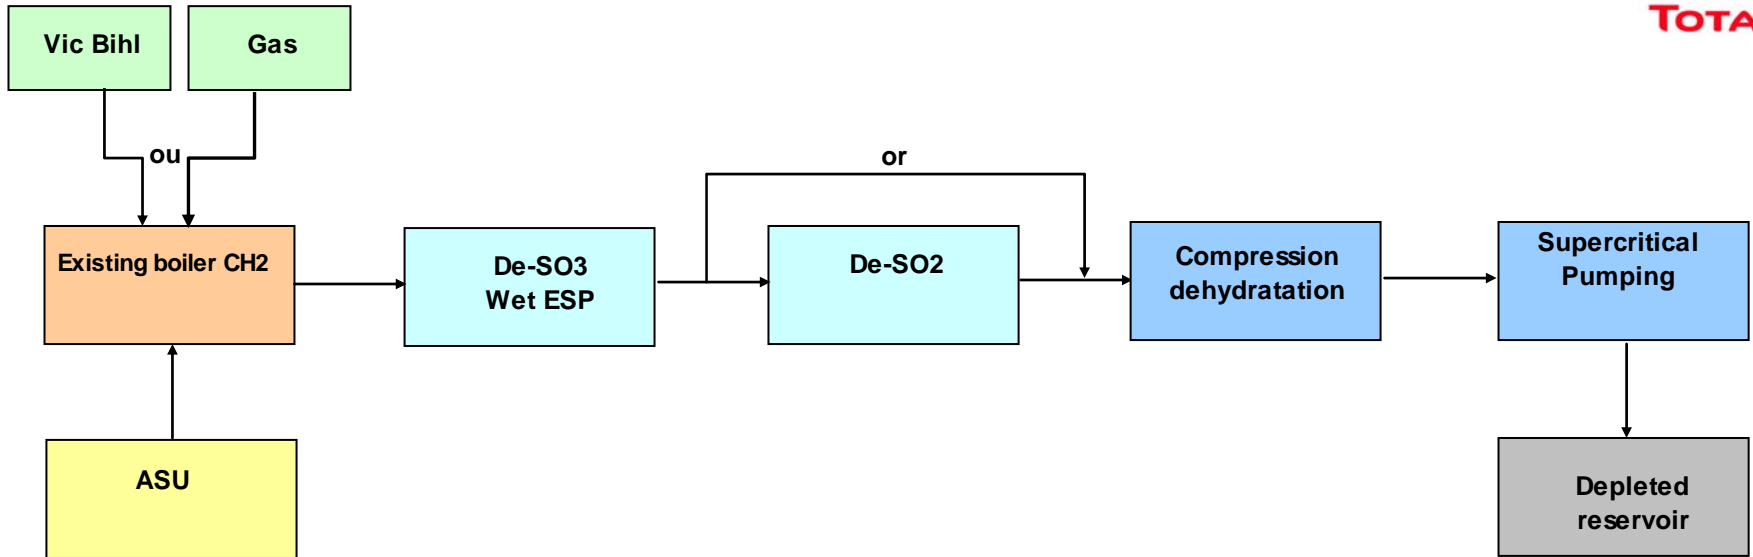 TOTA
Vic Bihl
Gas
ou
or
Existing boiler CH2
De-SO3
Wet ESP
De-SO2
Compression
dehydratation
Supercritical
Pumping
ASU
Depleted
reservoir